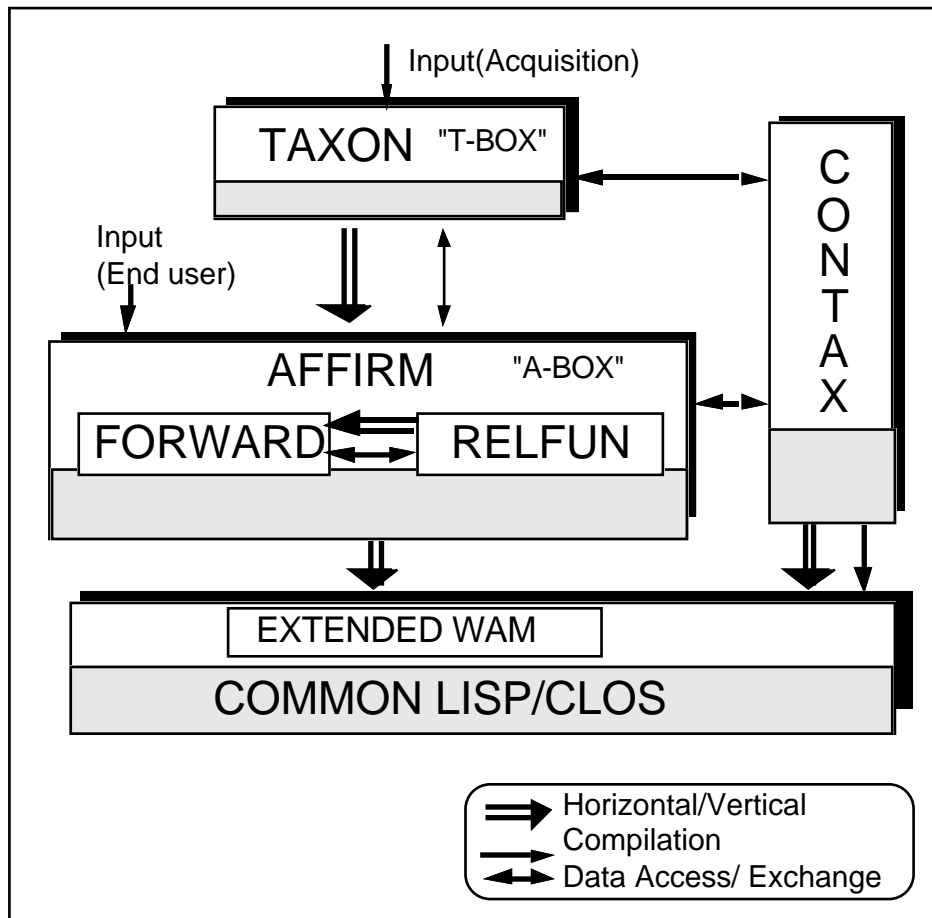 Input(Acquisition)
TAXON "T-BOX"
CONTAX
Input
(End user)
AFFIRM "A-BOX"
FORWARD RELFUN
EXTENDED WAM
COMMON LISP/CLOS
Horizontal/Vertical
Compilation
Data Access/ Exchange